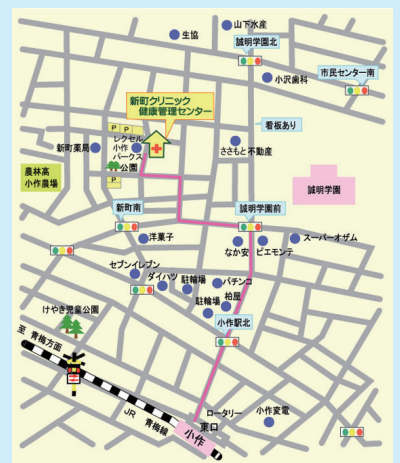 生協
山下水産
誠明学園北
小沢病院
市民センター南
新町クリニック
健康管理センター
看板あり
P
P
レクセル
小作
パークス
新町薬局
ささもと不動産
公園
P
農林高
小作農場
誠明学園
新町南
誠明学園前
洋菓子
なか安
ピエモンテ
スーパーオザム
セブンイレブン
ダイハツ
駐輪場
パチンコ
駐輪場
柏屋
けやき児童公園
小作駅北
至 青梅方面
JR 青梅線
ロータリー
小作変電
東口
小作